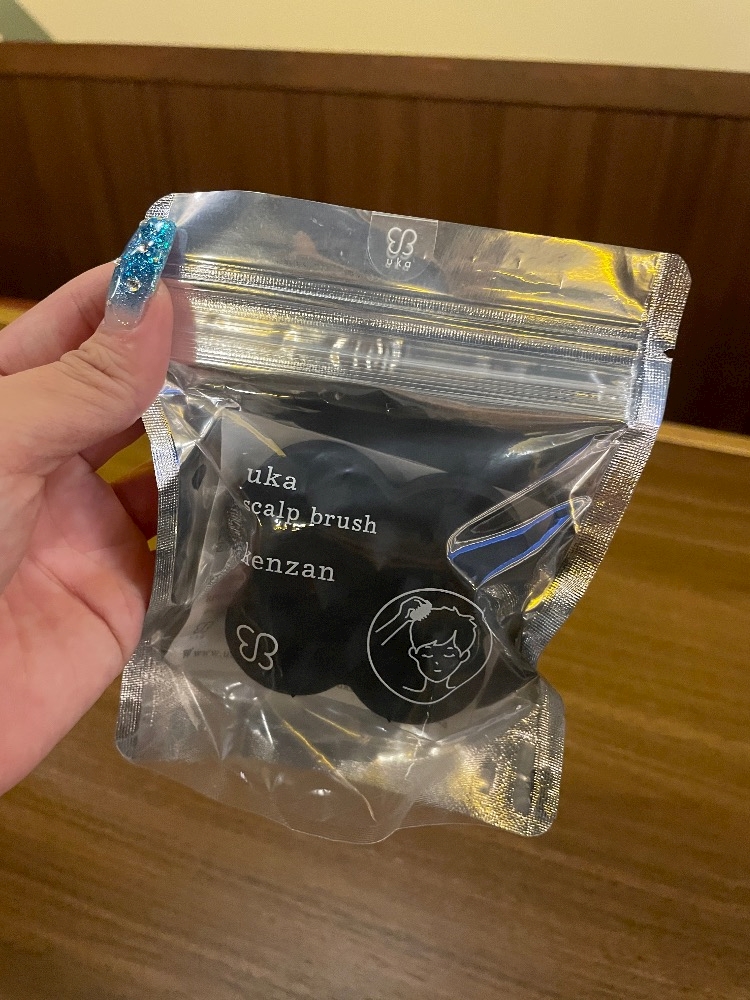 uka
uka
scalp brush
kenzan